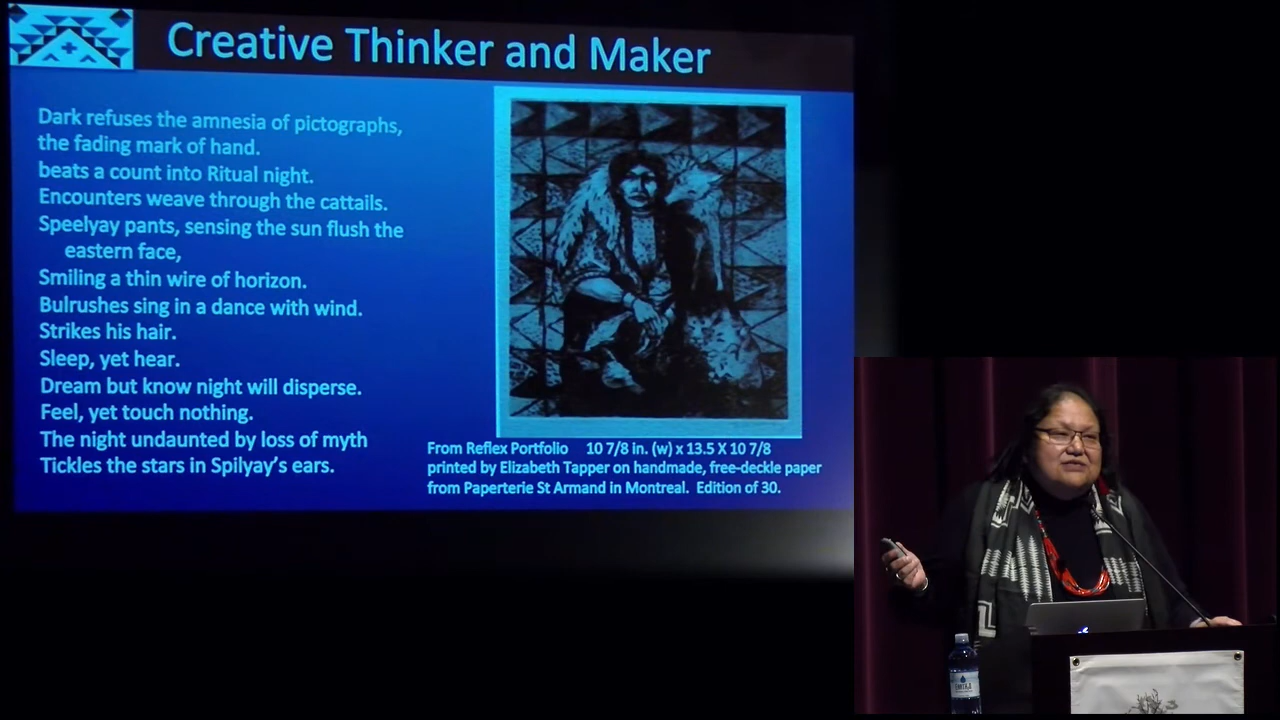 Creative Thinker and Maker
Dark refuses the amnesia of pictographs,
the fading mark of hand.
beats a count into Ritual night.
Encounters weave through the cattails.
Speelyay pants, sensing the sun flush the
eastern face,
Smiling a thin wire of horizon.
Bulrushes sing in a dance with wind.
Strikes his hair.
Sleep, yet hear.
Dream but know night will disperse.
Feel, yet touch nothing.
The night undaunted by loss of myth
Tickles the stars in Spilyay's ears.
From Reflex Portfolio 10 7/8 in. (w) x 13.5 X 10 7/8
printed by Elizabeth Tapper on handmade, free-deckle paper
from Paperterie St Armand in Montreal. Edition of 30.